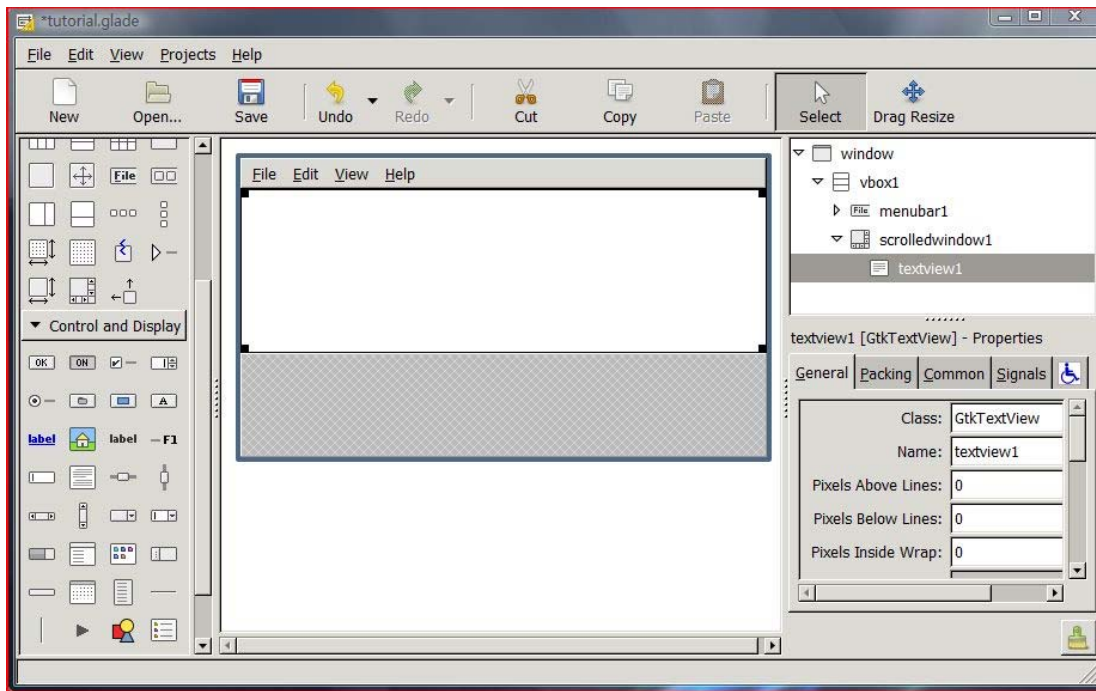 *tutorial.glade
File Edit View Projects Help
New Open... Save Undo Redo Cut Copy Paste Select Drag Resize
File
Control and Display
OK ON
A
label label F1
File Edit View Help
window
vbox1
File menubar1
scrolledwindow1
textview1
textview1 [GtkTextView] - Properties
General Packing Common Signals
Class: GtkTextView
Name: textview1
Pixels Above Lines: 0
Pixels Below Lines: 0
Pixels Inside Wrap: 0